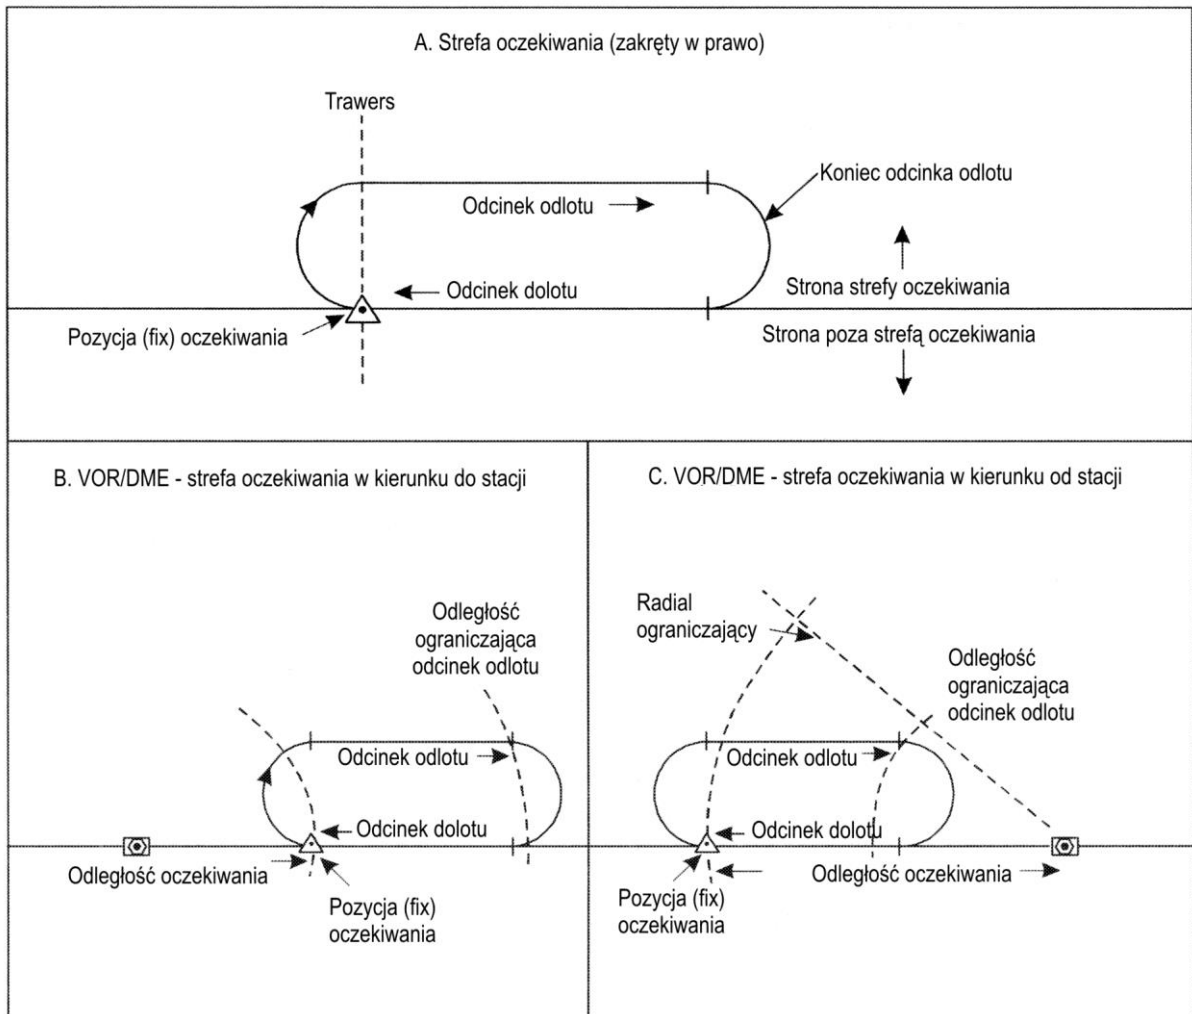 A. Strefa oczekiwania (zakręty w prawo)
Trawers
Koniec odcinka odlotu
Odcinek odlotu
Odcinek dolotu
Strona strefy oczekiwania
Pozycja (fix) oczekiwania
Strona poza strefą oczekiwania
B. VOR/DME - strefa oczekiwania w kierunku do stacji
Odległość
ograniczająca
odcinek odlotu
Odcinek odlotu
Odcinek dolotu
Odległość oczekiwania
Pozycja (fix)
oczekiwania
C. VOR/DME - strefa oczekiwania w kierunku od stacji
Radial
ograniczający
Odległość
ograniczająca
odcinek odlotu
Odcinek odlotu
Odcinek dolotu
Odległość oczekiwania
Pozycja (fix)
oczekiwania